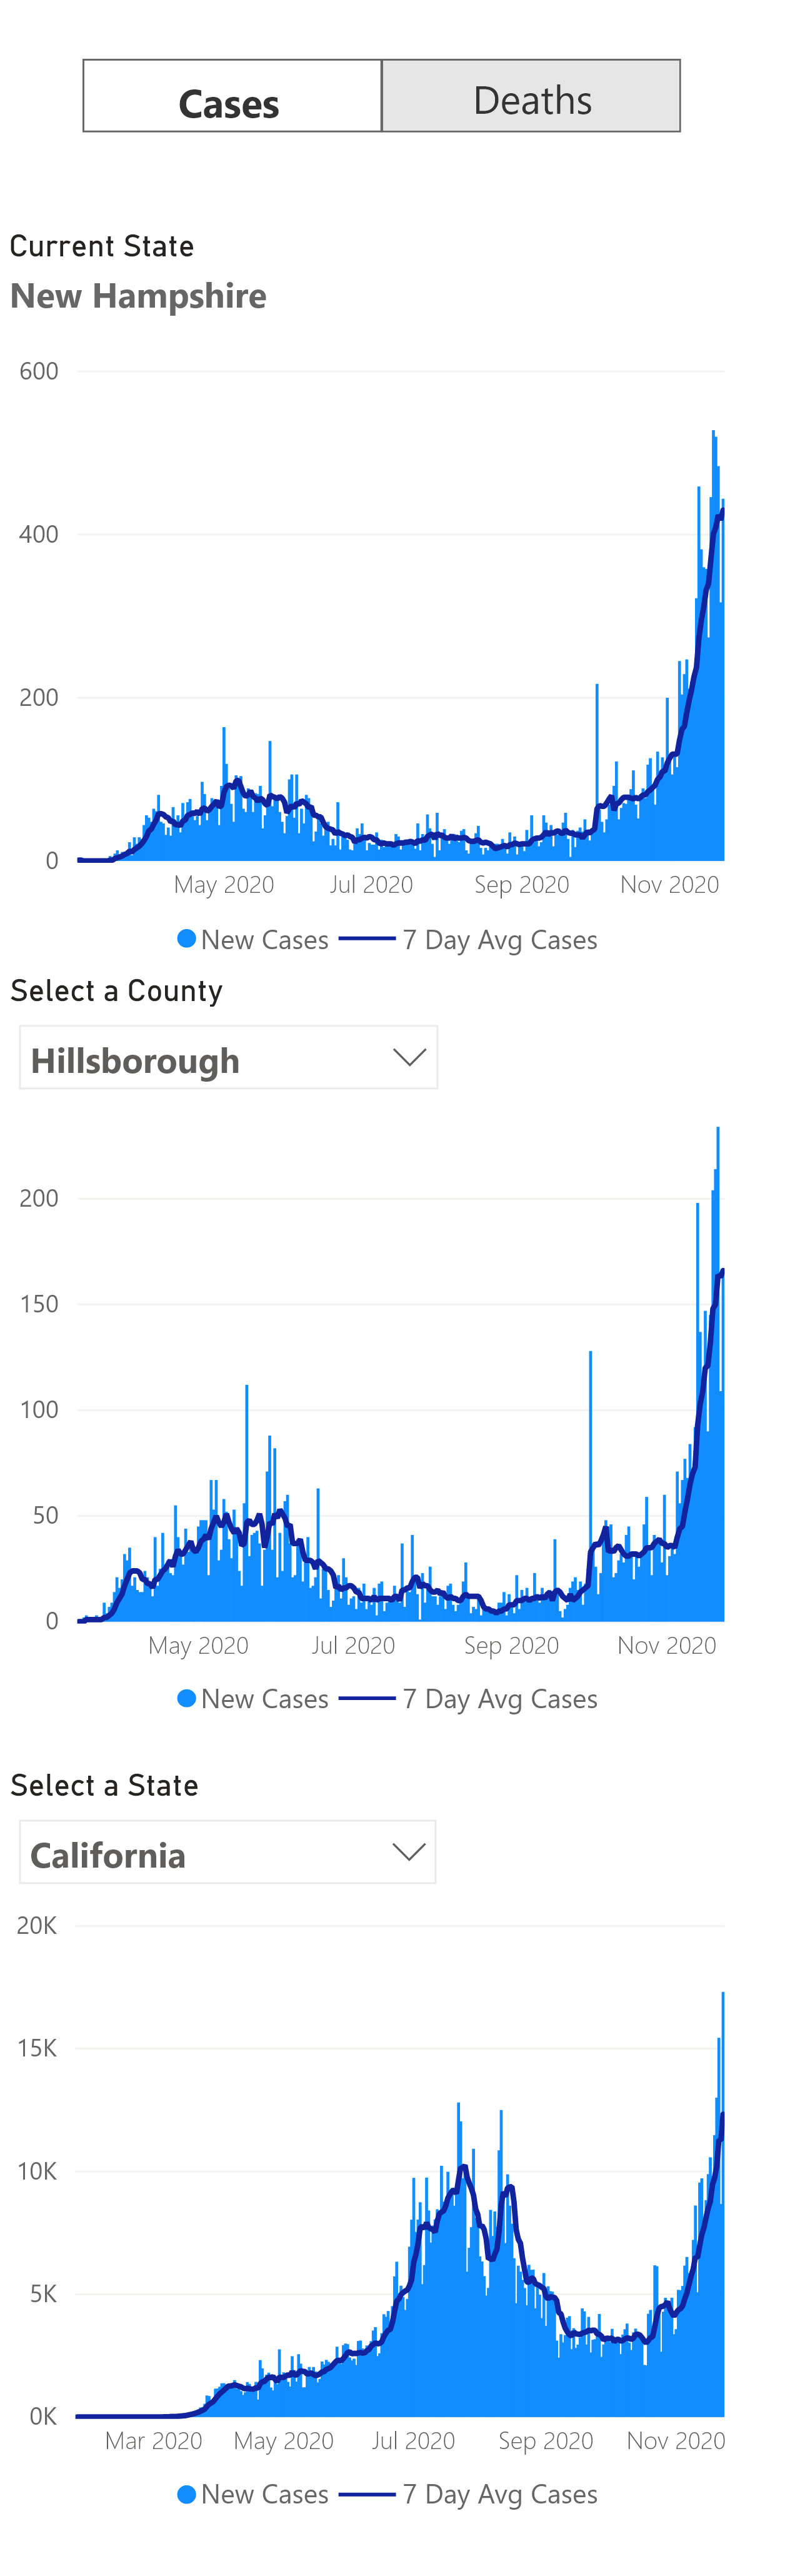 Cases Deaths
Current State
New Hampshire
600
400
200
0
May 2020 Jul 2020 Sep 2020 Nov 2020
New Cases 7 Day Avg Cases
Select a County
Hillsborough
200
150
100
50
0
May 2020 Jul 2020 Sep 2020 Nov 2020
New Cases 7 Day Avg Cases
Select a State
California
20K
15K
10K
5K
0K
Mar 2020 May 2020 Jul 2020 Sep 2020 Nov 2020
New Cases 7 Day Avg Cases